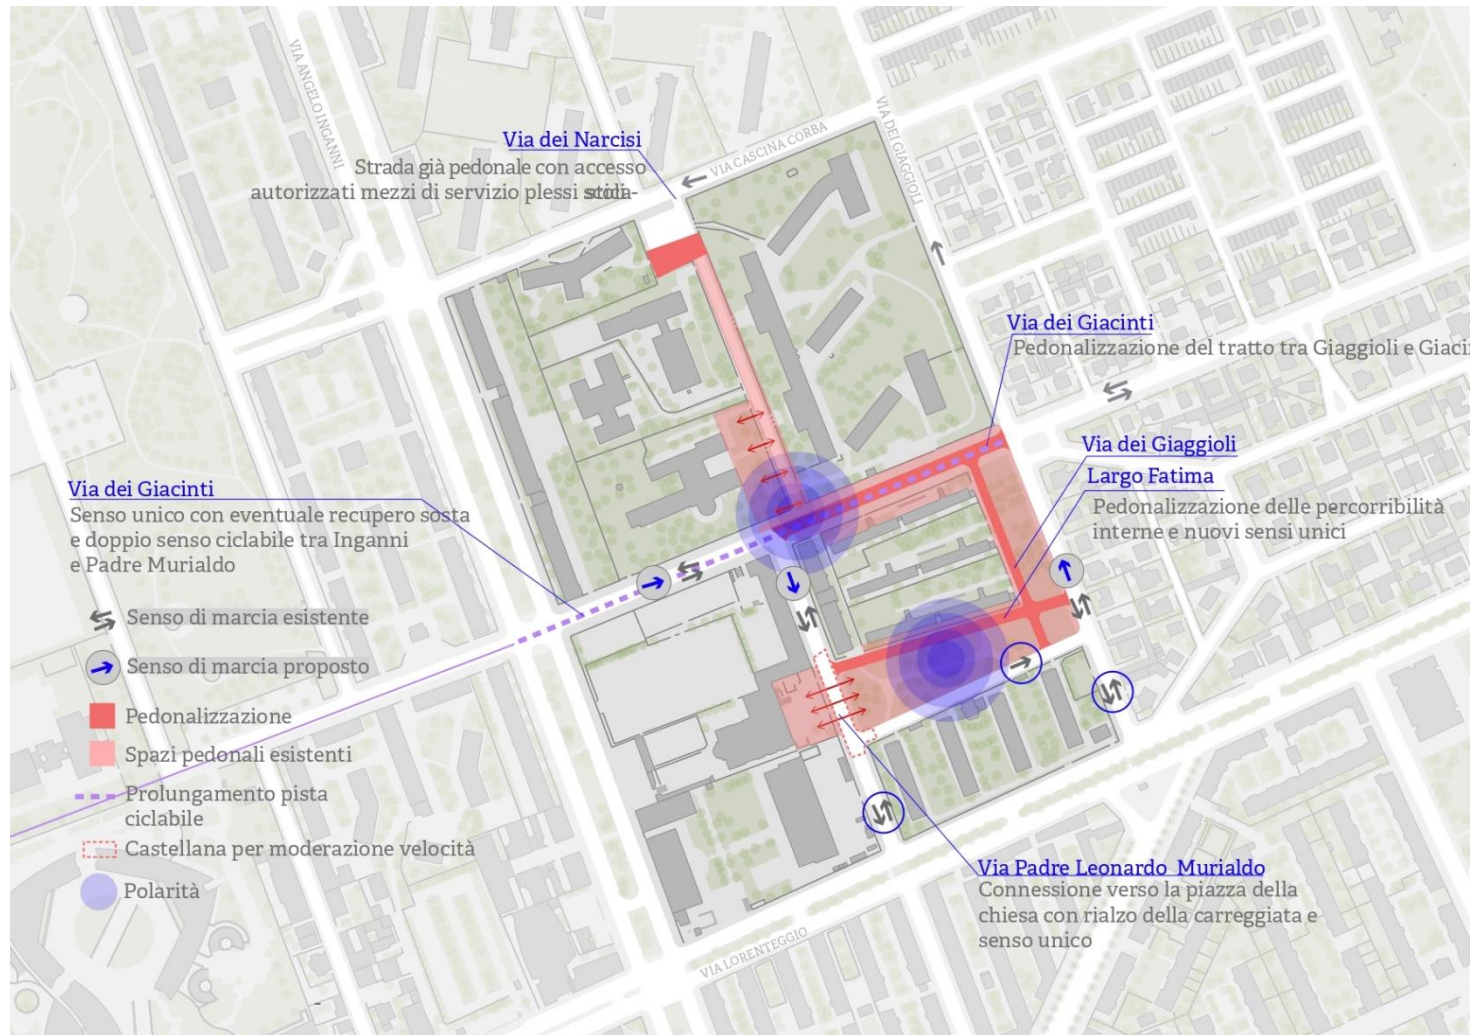 VIA ANGELO INGANNI
VIA DEI GIAGGIOLI
VIA CASCINA CORBA
Via dei Narcisi
Strada già pedonale con accesso
autorizzati mezzi di servizio plessi scola-
Via dei Giacinti
Pedonalizzazione del tratto tra Giaggioli e Giaci
Via dei Giaggioli
Largo Fatima
Pedonalizzazione delle percorribilità
interne e nuovi sensi unici
Via dei Giacinti
Senso unico con eventuale recupero sosta
e doppio senso ciclabile tra Inganni
e Padre Murialdo
Senso di marcia esistente
Senso di marcia proposto
Pedonalizzazione
Spazi pedonali esistenti
Prolungamento pista
ciclabile
Castellana per moderazione velocità
Polarità
Via Padre Leonardo Murialdo
Connessione verso la piazza della
chiesa con rialzo della carreggiata e
senso unico
VIA LORENTEGGIO